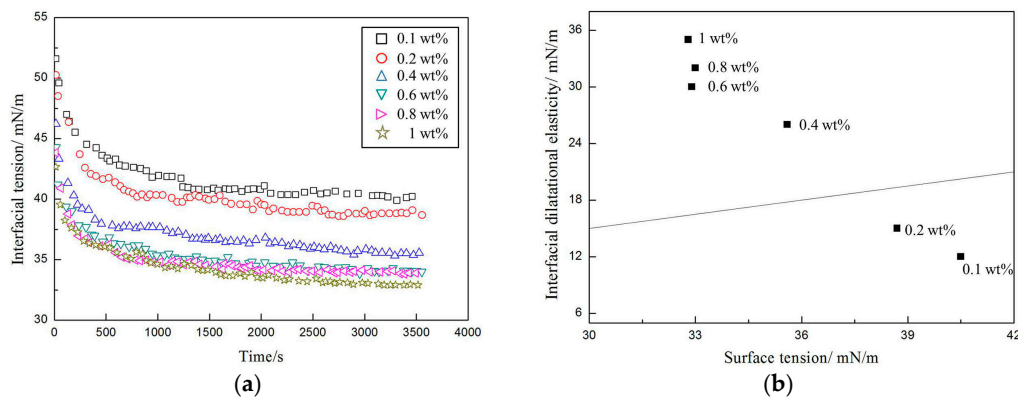 55
50
45
40
35
30
Interfacial tension/ mN/m
0.1 wt%
0.2 wt%
0.4 wt%
0.6 wt%
0.8 wt%
1 wt%
0 500 1000 1500 2000 2500 3000 3500 4000
Time/s
(a)
36
30
24
18
12
6
Interfacial dilatational elasticity/ mN/m
1 wt%
0.8 wt%
0.6 wt%
0.4 wt%
0.2 wt%
0.1 wt%
30 33 36 39 42
Surface tension/ mN/m
(b)